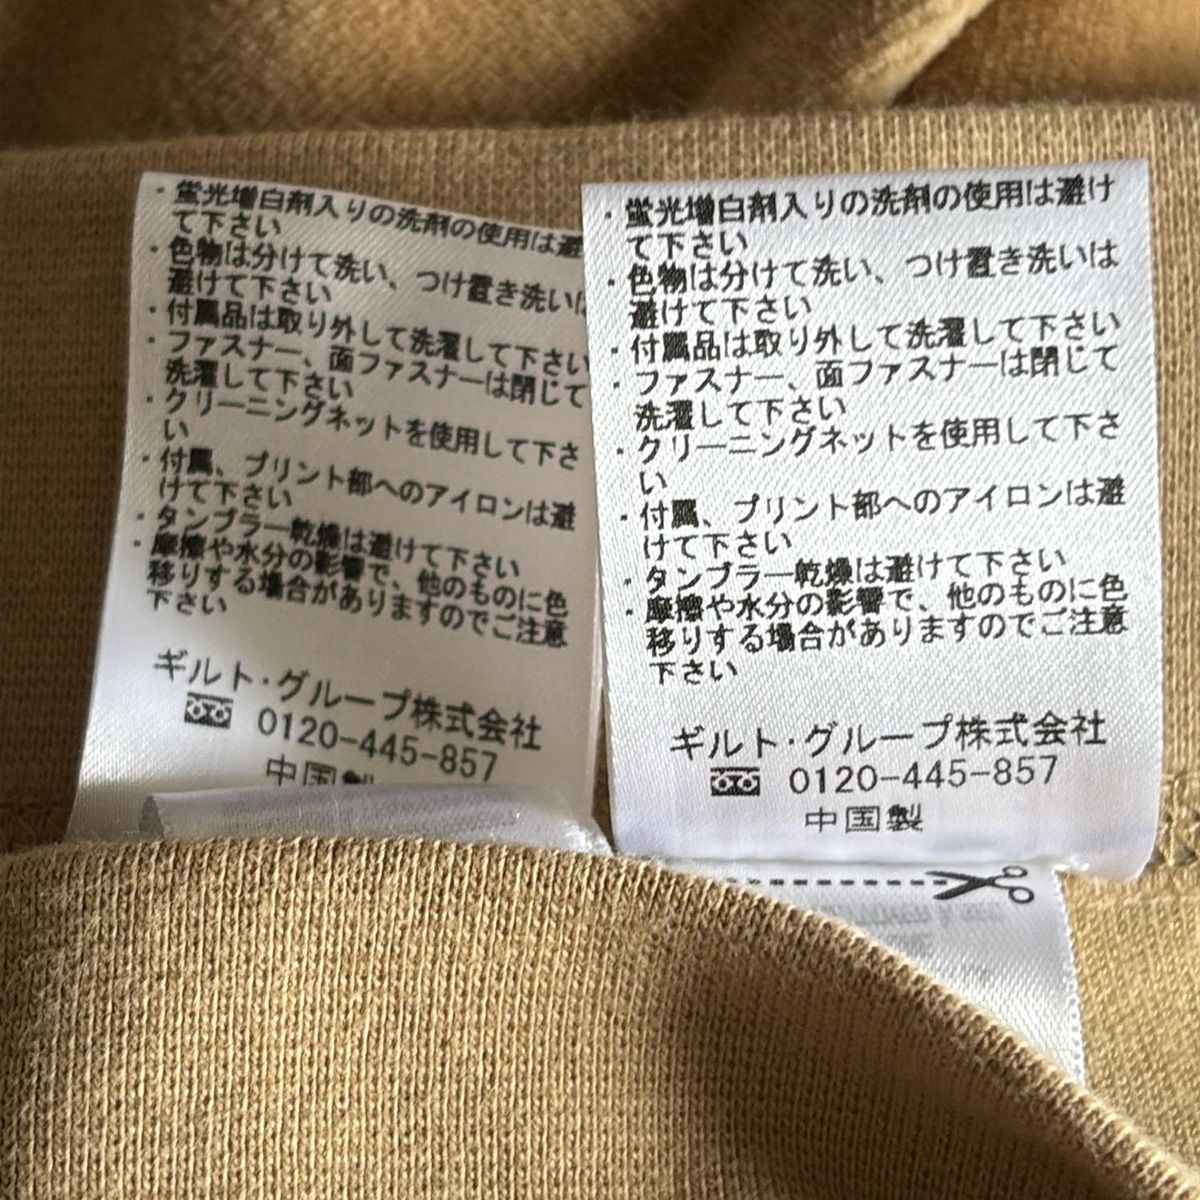 ・蛍光増白剤入りの洗剤の使用は避
て下さい
・色物は分けて洗い、つけ置き洗いは
避けて下さい
・付属品は取り外して洗濯して下さい
・ファスナー、面ファスナーは閉じて
洗濯して下さい
・クリーニングネットを使用して下さ
い
・付属、プリント部へのアイロンは避
けて下さい
・タンブラー乾燥は避けて下さい
・摩擦や水分の影響で、他のものに色
移りする場合がありますのでご注意
下さい
ギルト・グループ株式会社
0120-445-857
中国製
・蛍光増白剤入りの洗剤の使用は避け
て下さい
・色物は分けて洗い、つけ置き洗いは
避けて下さい
・付属品は取り外して洗濯して下さい
・ファスナー、面ファスナーは閉じて
洗濯して下さい
・クリーニングネットを使用して下さ
い
・付属、プリント部へのアイロンは避
けて下さい
・タンブラー乾燥は避けて下さい
・摩擦や水分の影響で、他のものに色
移りする場合がありますのでご注意
下さい
ギルト・グループ株式会社
0120-445-857
中国製